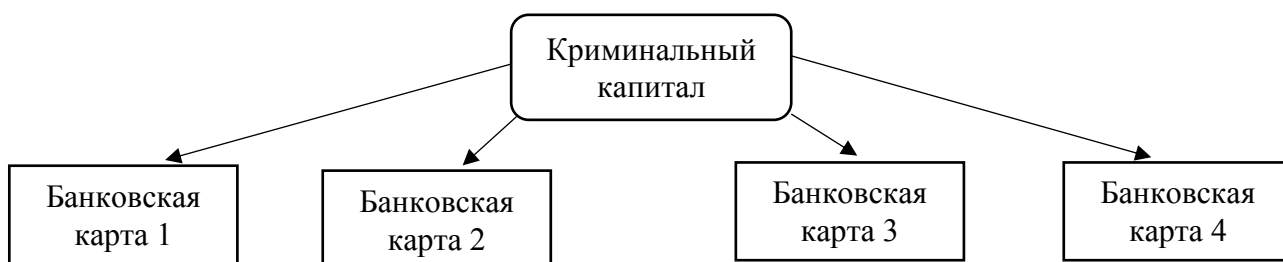 Криминальный
капитал
Банковская
карта 1
Банковская
карта 2
Банковская
карта 3
Банковская
карта 4